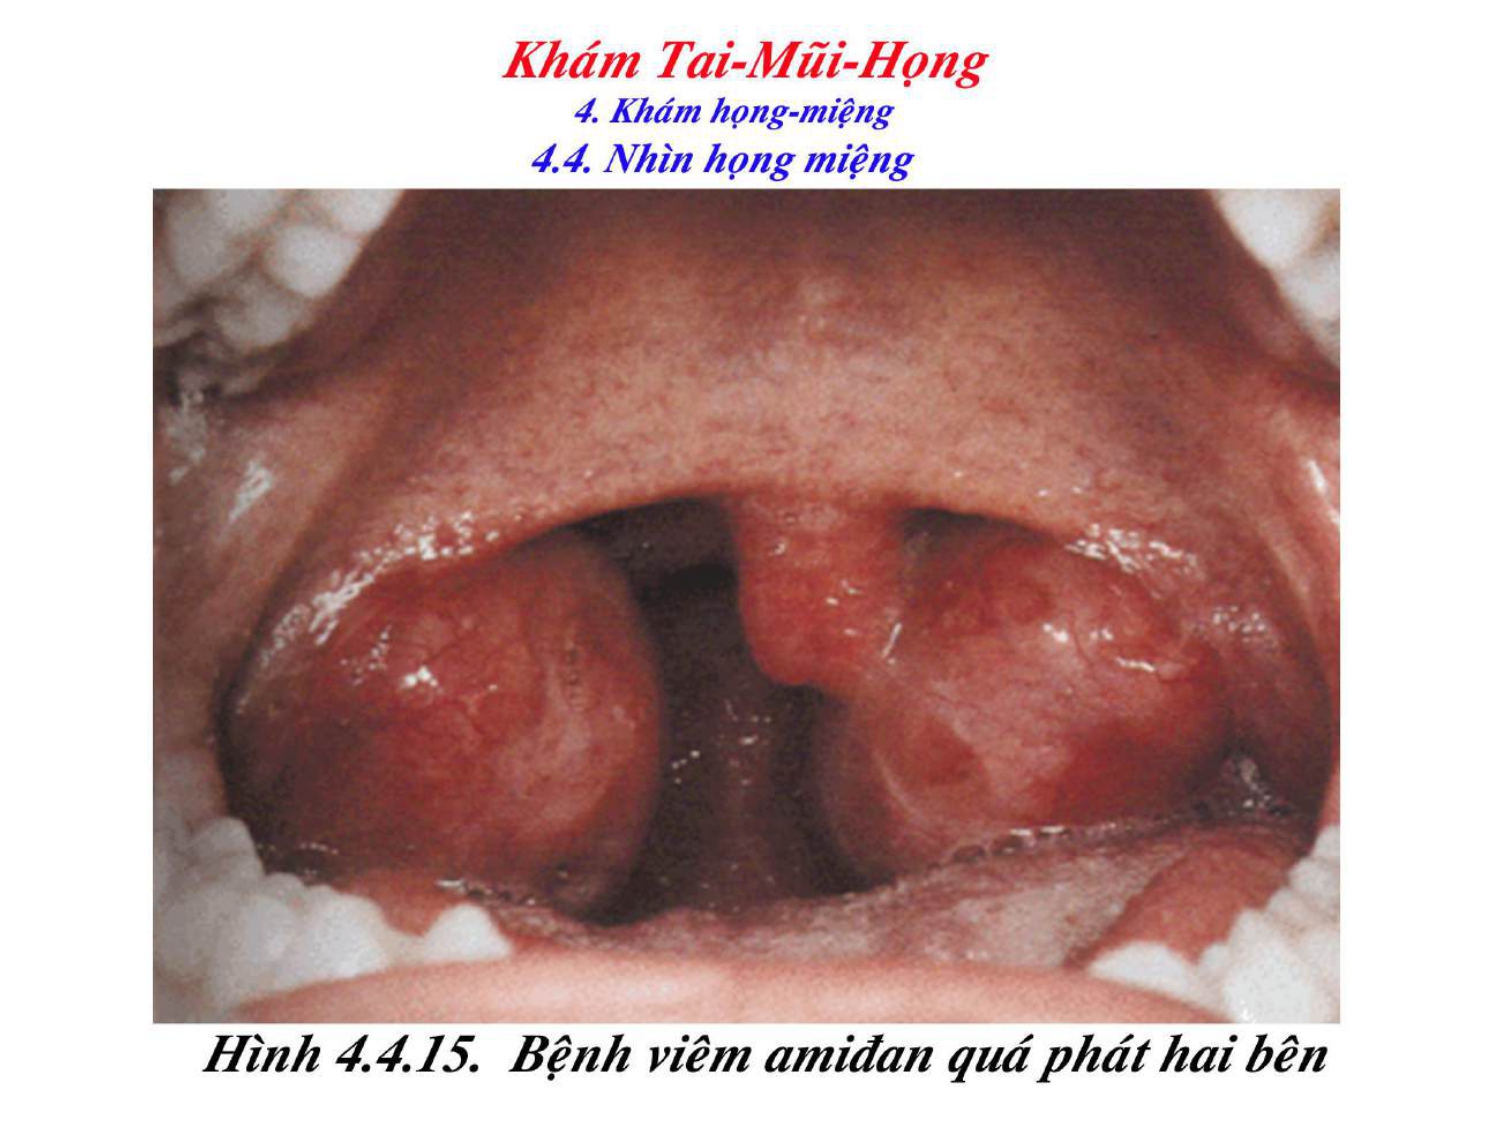 Khám Tai-Mũi-Họng
4. Khám họng-miệng
4.4. Nhìn họng miệng
Hình 4.4.15.  Bệnh viêm amiđan quá phát hai bên